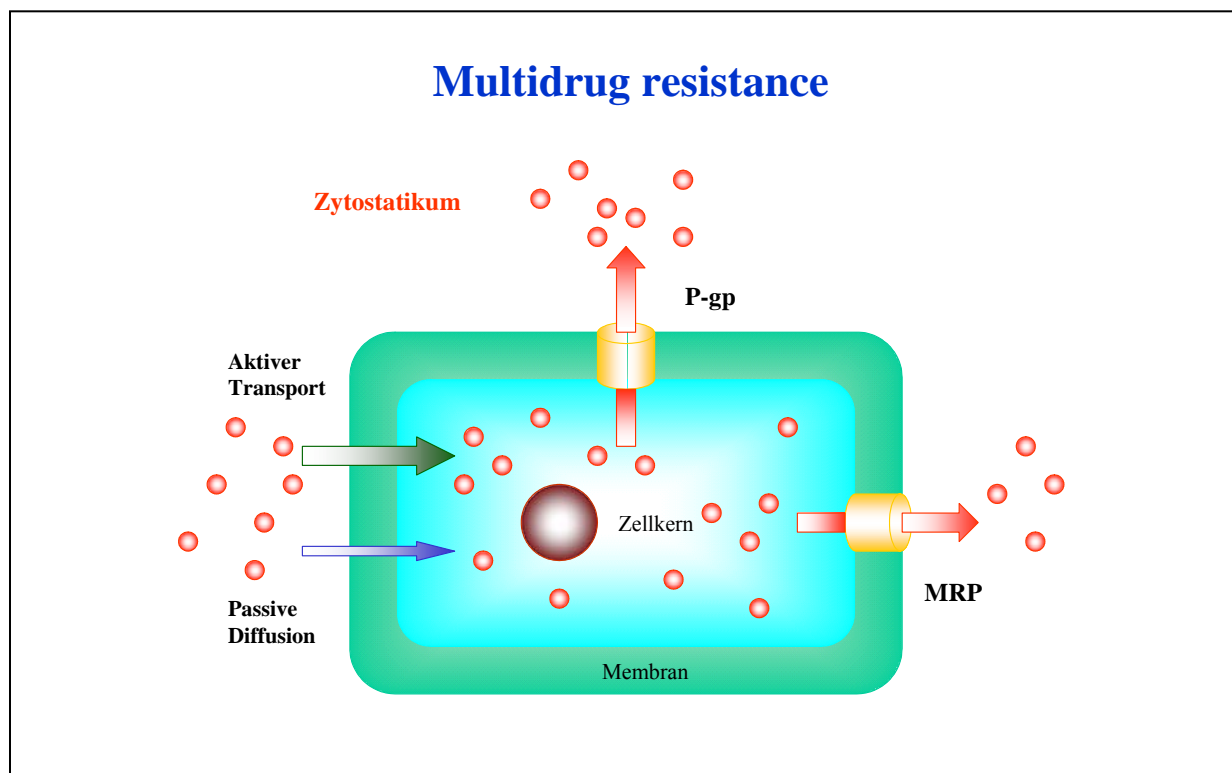 Multidrug resistance
Zytostatikum
P-gp
Aktiver
Transport
Zellkern
Passive
Diffusion
MRP
Membran